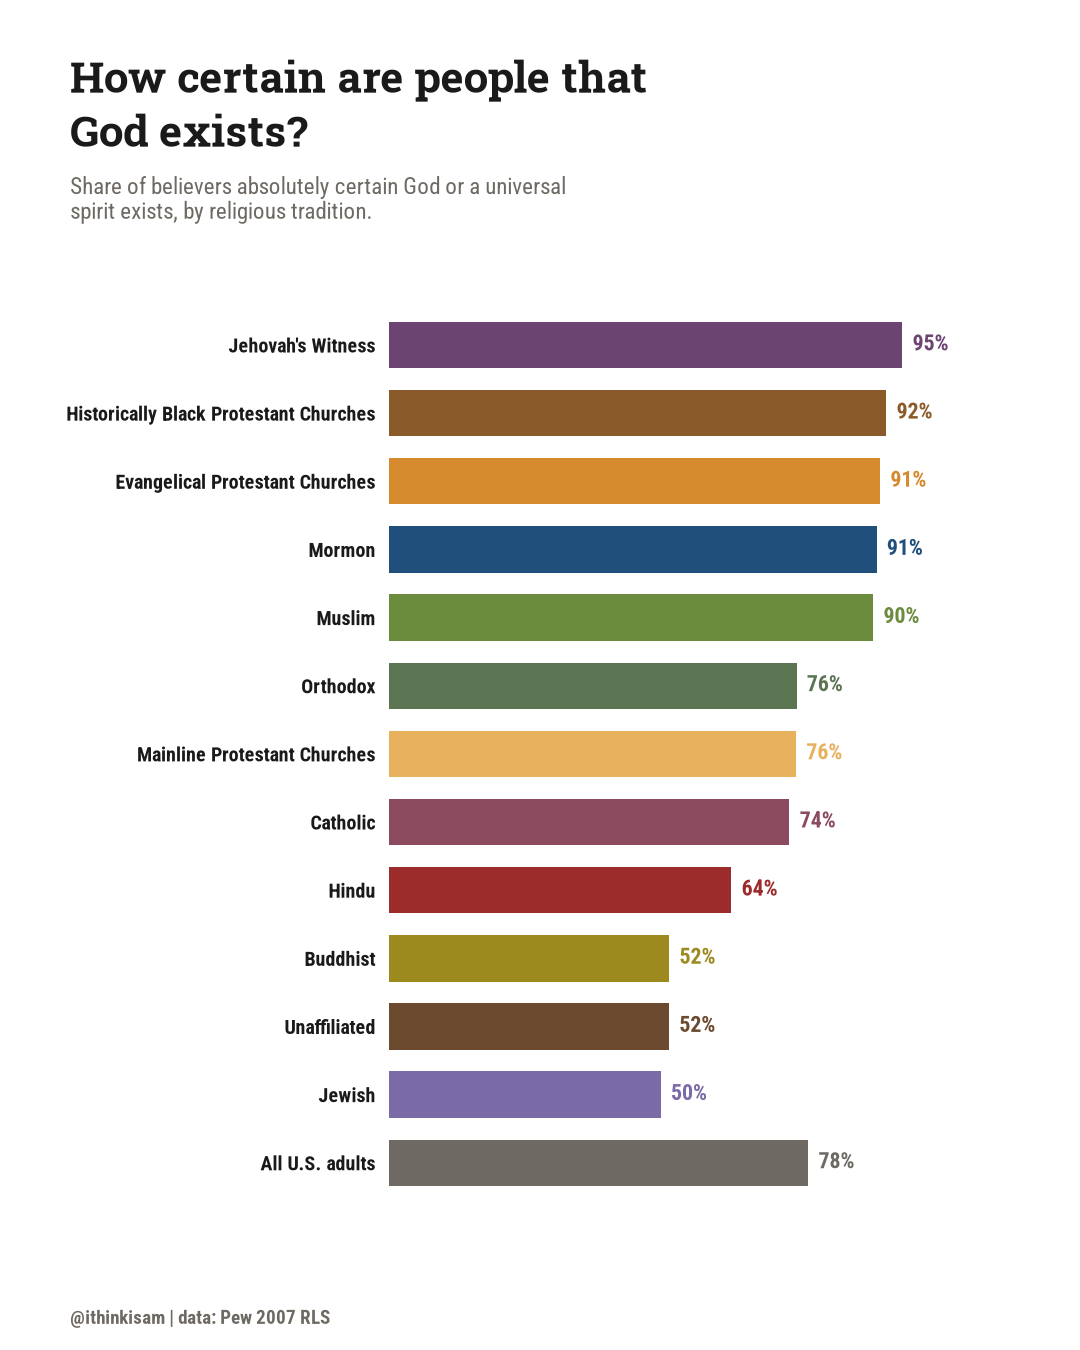 How certain are people that
God exists?
Share of believers absolutely certain God or a universal
spirit exists, by religious tradition.
Jehovah's Witness 95%
Historically Black Protestant Churches 92%
Evangelical Protestant Churches 91%
Mormon 91%
Muslim 90%
Orthodox 76%
Mainline Protestant Churches 76%
Catholic 74%
Hindu 64%
Buddhist 52%
Unaffiliated 52%
Jewish 50%
All U.S. adults 78%
@ithinkisam | data: Pew 2007 RLS